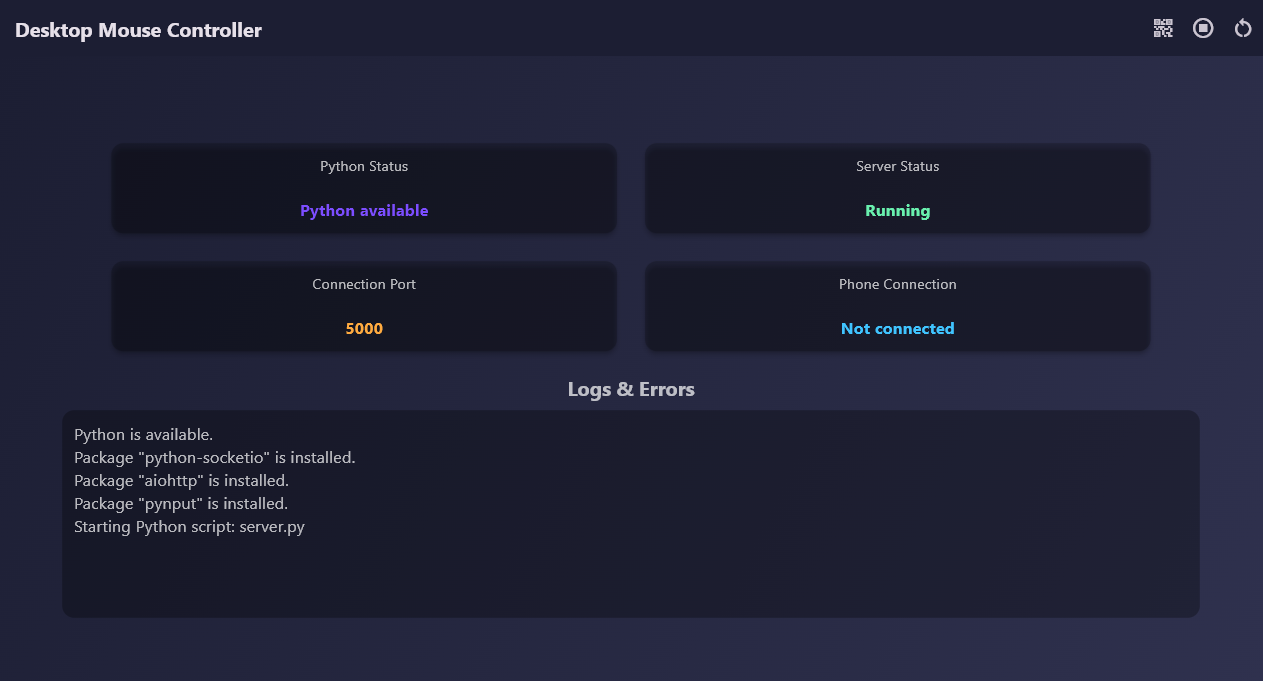 Desktop Mouse Controller
Python Status
Python available
Server Status
Running
Connection Port
5000
Phone Connection
Not connected
Logs & Errors
Python is available.
Package "python-socketio" is installed.
Package "aiohttp" is installed.
Package "pynput" is installed.
Starting Python script: server.py